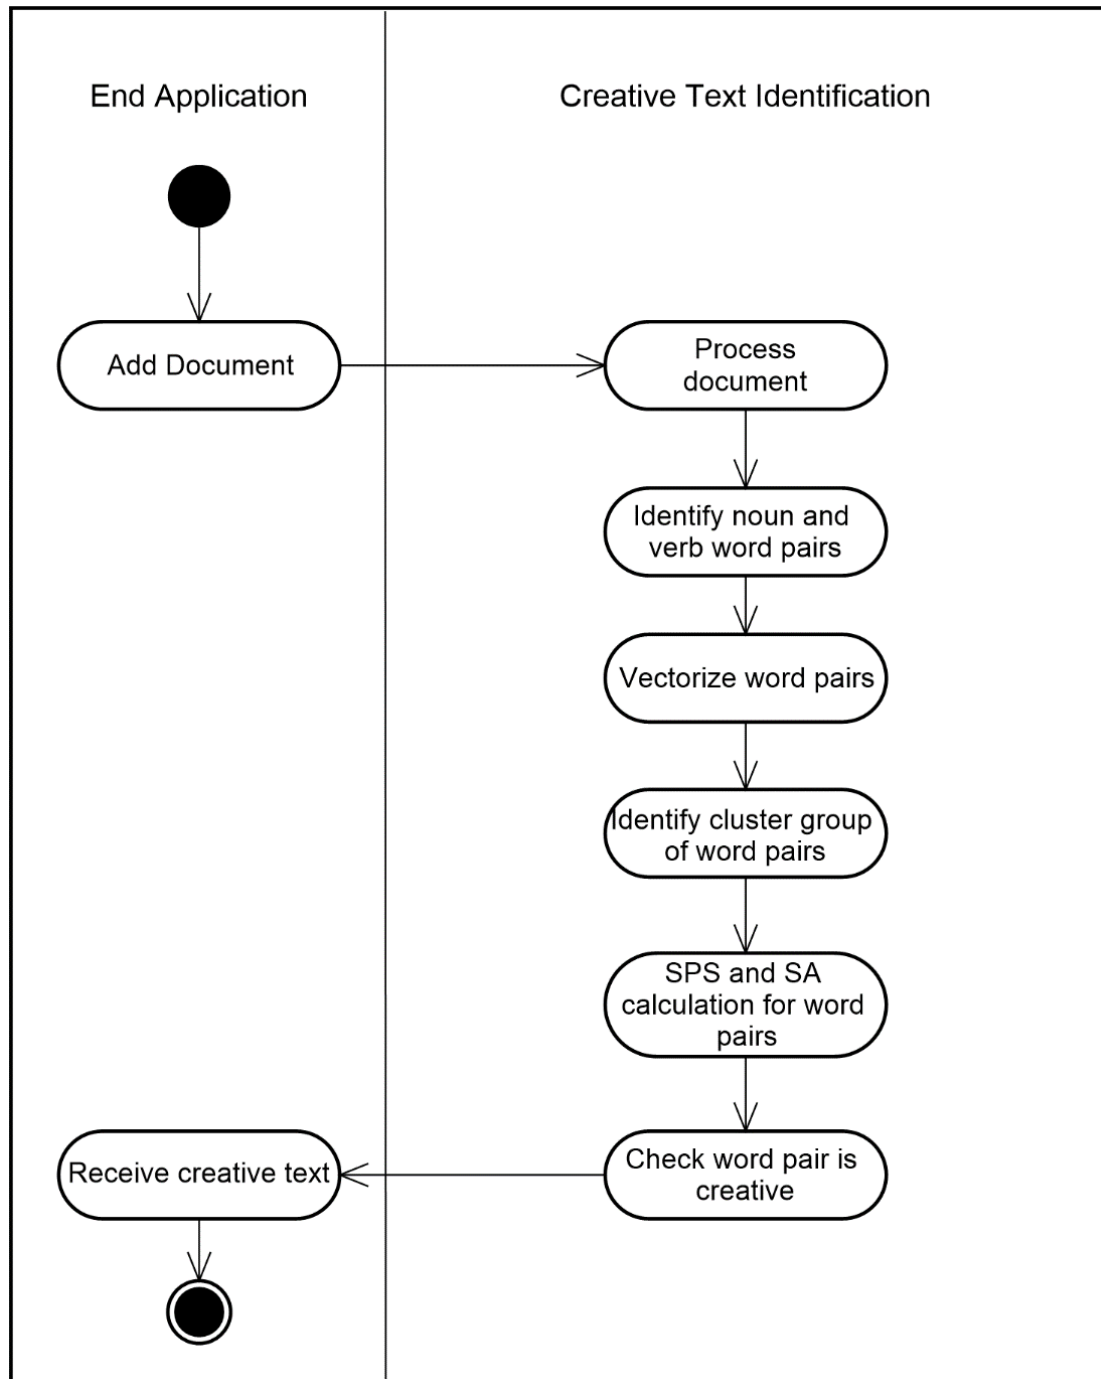 End Application
Creative Text Identification
Add Document
Process
document
Identify noun and
verb word pairs
Vectorize word pairs
Identify cluster group
of word pairs
SPS and SA
calculation for word
pairs
Check word pair is
creative
Receive creative text